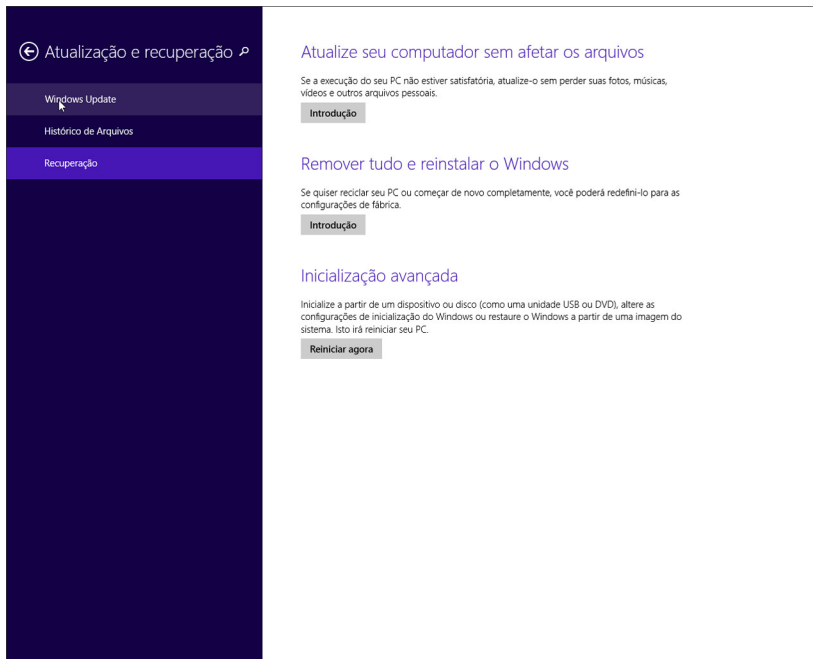 Atualização e recuperação
Windows Update
Histórico de Arquivos
Recuperação
Atualize seu computador sem afetar os arquivos
Se a execução do seu PC não estiver satisfatória, atualize-o sem perder suas fotos, músicas,
vídeos e outros arquivos pessoais.
Introdução
Remover tudo e reinstalar o Windows
Se quiser reciclar seu PC ou começar de novo completamente, você poderá redefini-lo para as
configurações de fábrica.
Introdução
Inicialização avançada
Inicialize a partir de um dispositivo ou disco (como uma unidade USB ou DVD), altere as
configurações de inicialização do Windows ou restaure o Windows a partir de uma imagem do
sistema. Isto irá reiniciar seu PC.
Reiniciar agora